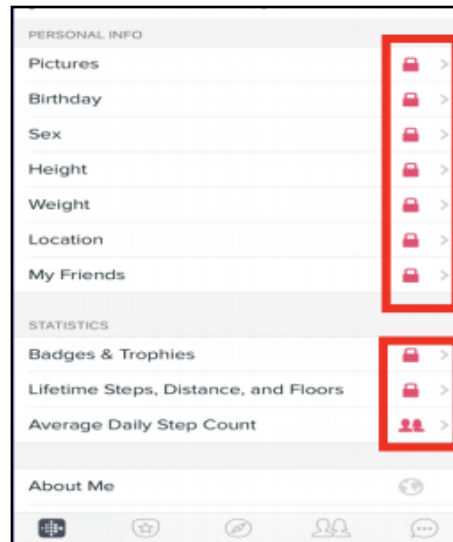 PERSONAL INFO
Pictures
Birthday
Sex
Height
Weight
Location
My Friends
STATISTICS
Badges & Trophies
Lifetime Steps, Distance, and Floors
Average Daily Step Count
About Me